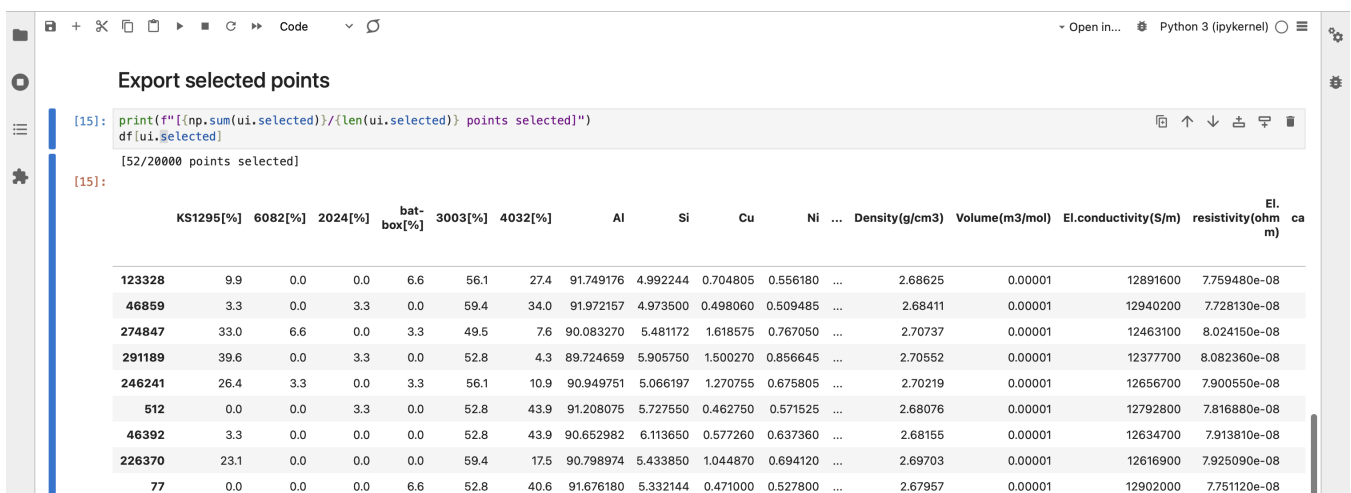 Code
Open in...
Python 3 (ipykernel)
Export selected points
[15]: print(f"[{np.sum(ui.selected)}/{len(ui.selected)} points selected]")
df[ui.selected]
[52/20000 points selected]
[15]:
KS1295[%] 6082[%] 2024[%] bat-box[%] 3003[%] 4032[%] Al Si Cu Ni ... Density(g/cm3) Volume(m3/mol) El.conductivity(S/m) El. resistivity(ohm m) ca
123328 9.9 0.0 0.0 6.6 56.1 27.4 91.749176 4.992244 0.704805 0.556180 ... 2.68625 0.00001 12891600 7.759480e-08
46859 3.3 0.0 3.3 0.0 59.4 34.0 91.972157 4.973500 0.498060 0.509485 ... 2.68411 0.00001 12940200 7.728130e-08
274847 33.0 6.6 0.0 3.3 49.5 7.6 90.083270 5.481172 1.618575 0.767050 ... 2.70737 0.00001 12463100 8.024150e-08
291189 39.6 0.0 3.3 0.0 52.8 4.3 89.724659 5.905750 1.500270 0.856645 ... 2.70552 0.00001 12377700 8.082360e-08
246241 26.4 3.3 0.0 3.3 56.1 10.9 90.949751 5.066197 1.270755 0.675805 ... 2.70219 0.00001 12656700 7.900550e-08
512 0.0 0.0 3.3 0.0 52.8 43.9 91.208075 5.727550 0.462750 0.571525 ... 2.68076 0.00001 12792800 7.816880e-08
46392 3.3 0.0 0.0 0.0 52.8 43.9 90.652982 6.113650 0.577260 0.637360 ... 2.68155 0.00001 12634700 7.913810e-08
226370 23.1 0.0 0.0 0.0 59.4 17.5 90.798974 5.433850 1.044870 0.694120 ... 2.69703 0.00001 12616900 7.925090e-08
77 0.0 0.0 0.0 6.6 52.8 40.6 91.676180 5.332144 0.471000 0.527800 ... 2.67957 0.00001 12902000 7.751120e-08